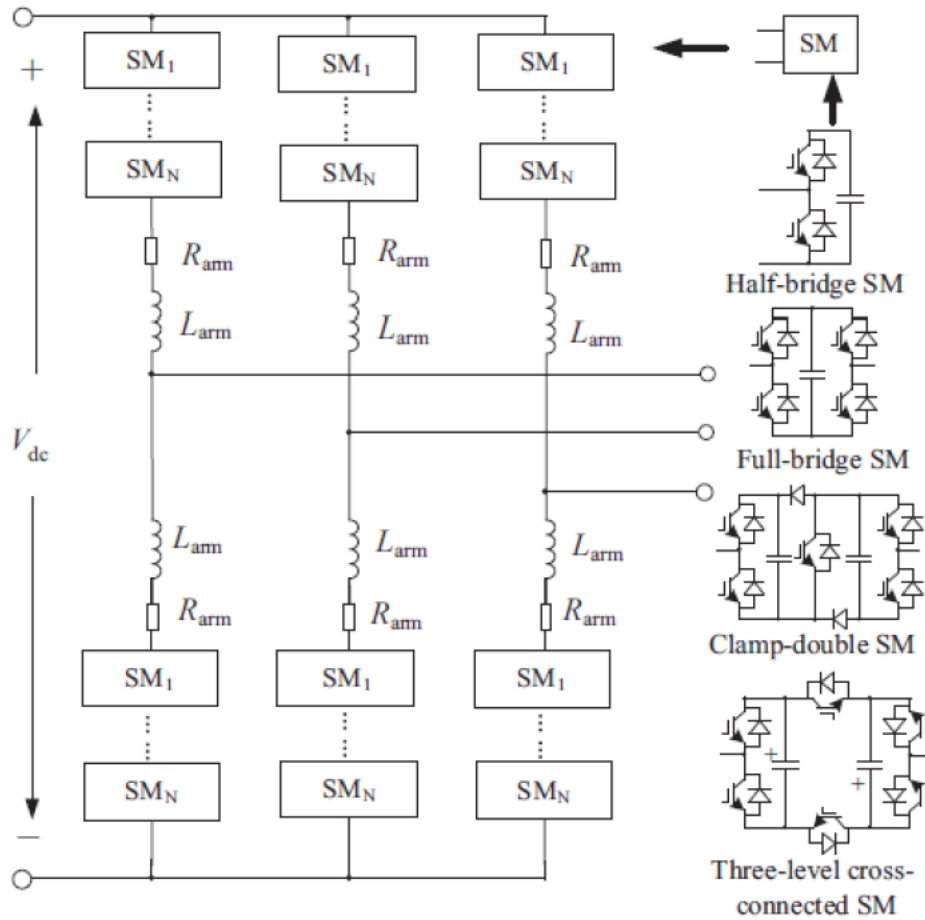 SM1 SM1 SM1 SM
+
SMN SMN SMN
Rarm Rarm Rarm
Half-bridge SM
Larm Larm Larm
Vdc
Full-bridge SM
Larm Larm Larm
Rarm Rarm Rarm
Clamp-double SM
SM1 SM1 SM1
+
+
SMN SMN SMN
−
Three-level cross-
connected SM